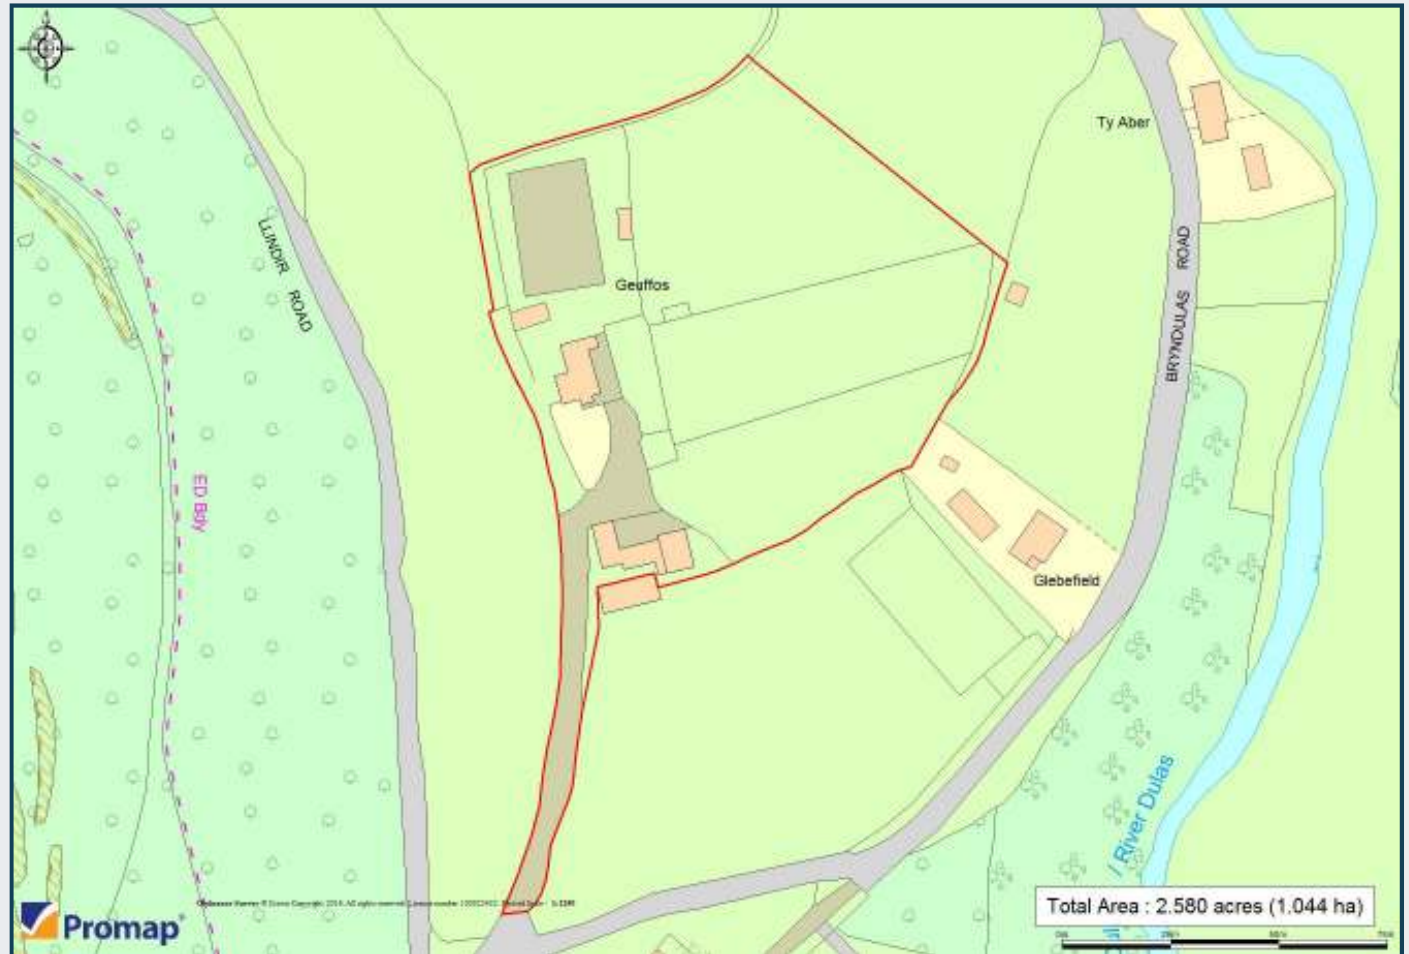 Ty Aber
LLINDIR ROAD
BRYNDULAS ROAD
Geuffos
ED Bdy
Glebefield
/ River Dulas
Promap
Total Area : 2.580 acres (1.044 ha)